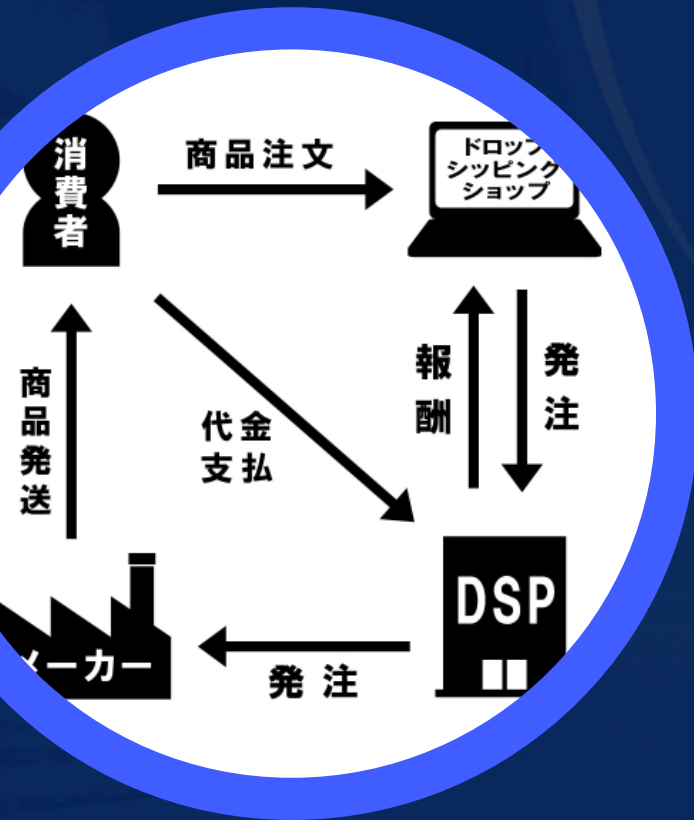 消費者
商品注文
ドロップ
シッピング
ショップ
商品発送
代金
支払
報酬
発注
メーカー
発注
DSP